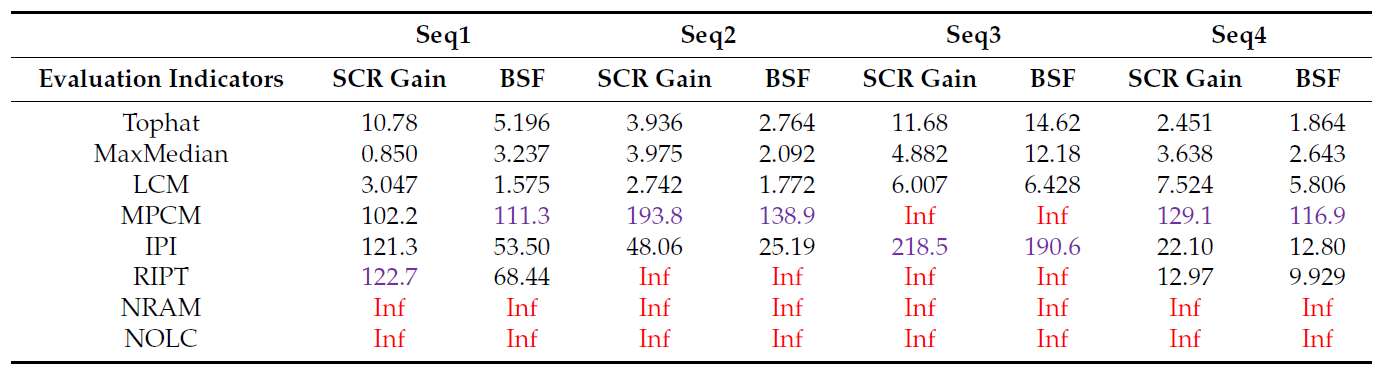 Seq1 Seq2 Seq3 Seq4
Evaluation Indicators SCR Gain BSF SCR Gain BSF SCR Gain BSF SCR Gain BSF
Tophat 10.78 5.196 3.936 2.764 11.68 14.62 2.451 1.864
MaxMedian 0.850 3.237 3.975 2.092 4.882 12.18 3.638 2.643
LCM 3.047 1.575 2.742 1.772 6.007 6.428 7.524 5.806
MPCM 102.2 111.3 193.8 138.9 Inf Inf 129.1 116.9
IPI 121.3 53.50 48.06 25.19 218.5 190.6 22.10 12.80
RIPT 122.7 68.44 Inf Inf Inf Inf 12.97 9.929
NRAM Inf Inf Inf Inf Inf Inf Inf Inf
NOLC Inf Inf Inf Inf Inf Inf Inf Inf